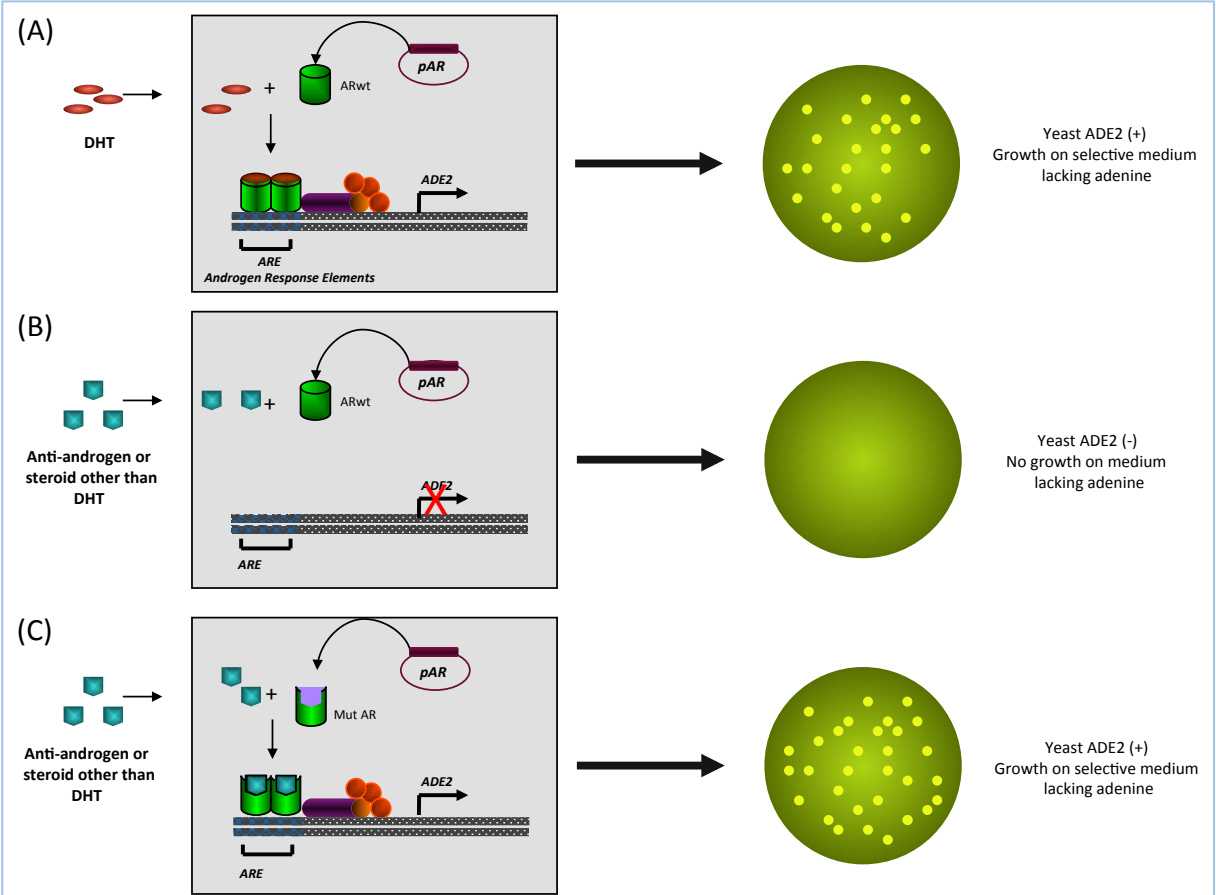 (A)
DHT
+
ARwt
pAR
ADE2
ARE
Androgen Response Elements
Yeast ADE2 (+)
Growth on selective medium
lacking adenine
(B)
Anti-androgen or
steroid other than
DHT
+
ARwt
pAR
ADE2
ARE
Yeast ADE2 (-)
No growth on medium
lacking adenine
(C)
Anti-androgen or
steroid other than
DHT
+
Mut AR
pAR
ADE2
ARE
Yeast ADE2 (+)
Growth on selective medium
lacking adenine